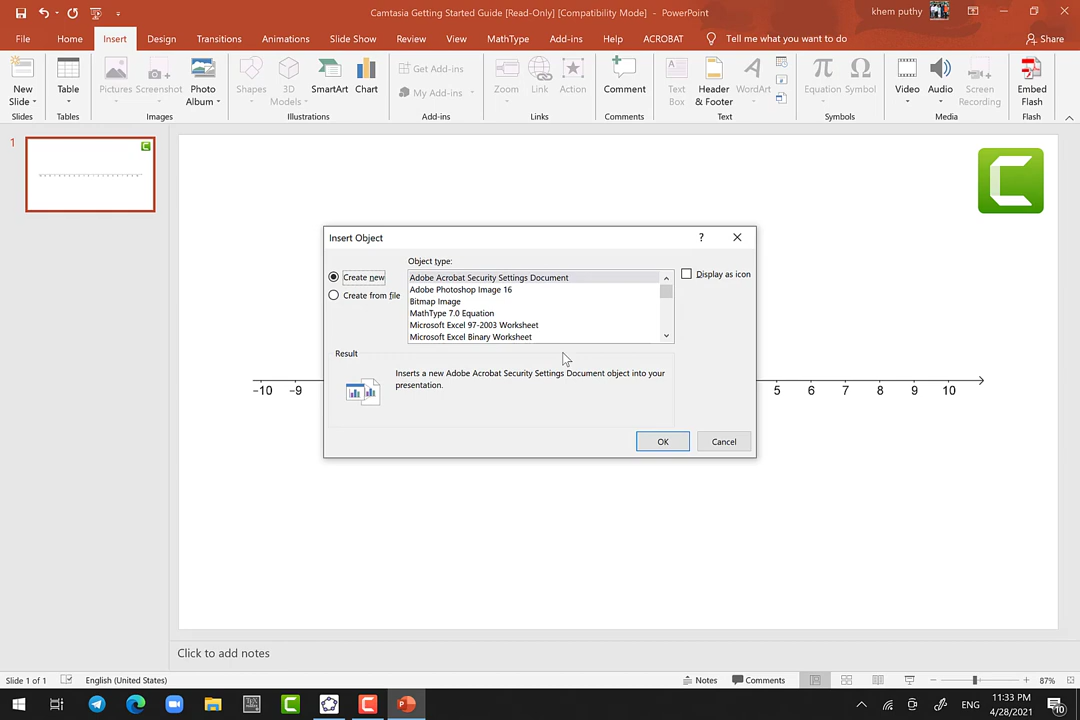 Camtasia Getting Started Guide [Read-Only] [Compatibility Mode] - PowerPoint
khem puthy
File Home Insert Design Transitions Animations Slide Show Review View MathType Add-ins Help ACROBAT Tell me what you want to do Share
New Slide
Table
Pictures
Screenshot
Photo Album
Shapes
3D Models
SmartArt
Chart
Get Add-ins
My Add-ins
Zoom
Link
Action
Comment
Text Box
Header & Footer
WordArt
Equation
Symbol
Video
Audio
Screen Recording
Embed Flash
Slides Tables Images Illustrations Add-ins Links Comments Text Symbols Media Flash
1
C
Insert Object
?
Create new
Create from file
Object type:
Adobe Acrobat Security Settings Document
Adobe Photoshop Image 16
Bitmap Image
MathType 7.0 Equation
Microsoft Excel 97-2003 Worksheet
Microsoft Excel Binary Worksheet
Display as icon
Result
Inserts a new Adobe Acrobat Security Settings Document object into your
presentation.
OK Cancel
−10 −9 5 6 7 8 9 10
Click to add notes
Slide 1 of 1 English (United States) Notes Comments 87%
ENG
11:33 PM
4/28/2021
10